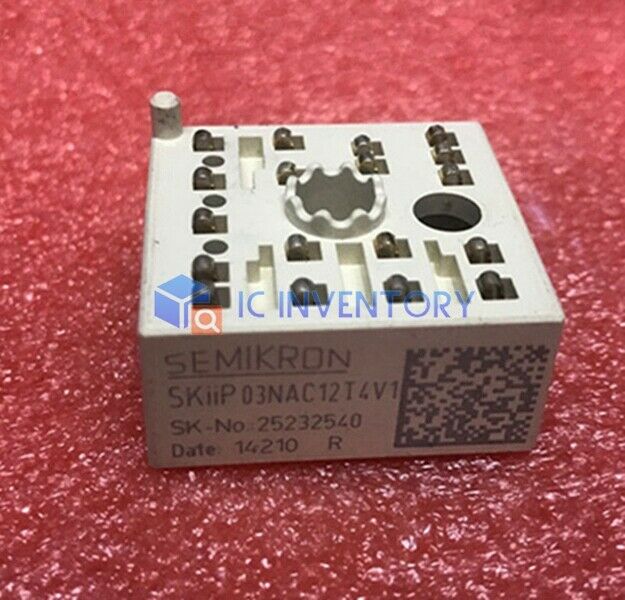 IC INVENTORY
SEMIKRON
SKiiP 03NAC12T4V1
SK-No.:25232540
Date: 14210 R